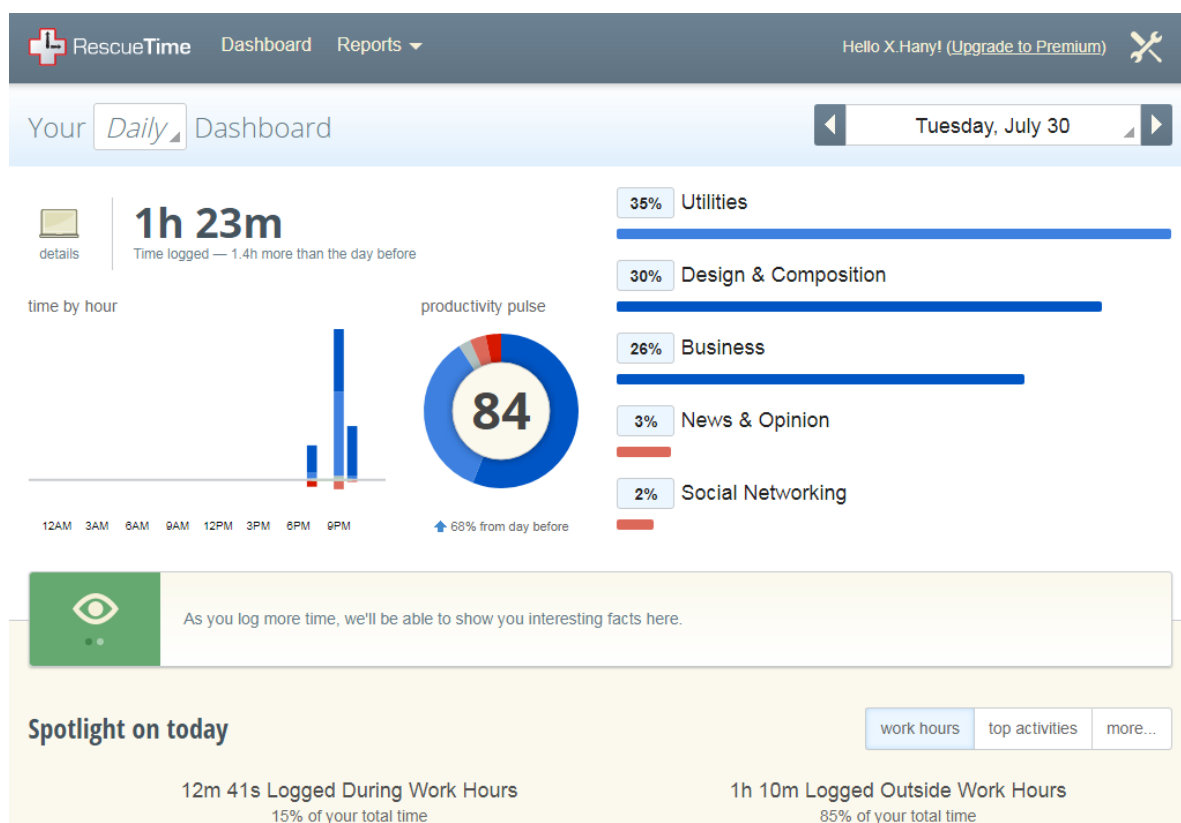 RescueTime Dashboard Reports Hello X.Hany! (Upgrade to Premium)
Your Daily Dashboard Tuesday, July 30
1h 23m
Time logged — 1.4h more than the day before
details
time by hour
12AM 3AM 6AM 9AM 12PM 3PM 6PM 9PM
productivity pulse
84
68% from day before
35% Utilities
30% Design & Composition
26% Business
3% News & Opinion
2% Social Networking
As you log more time, we'll be able to show you interesting facts here.
Spotlight on today
work hours top activities more...
12m 41s Logged During Work Hours
15% of your total time
1h 10m Logged Outside Work Hours
85% of your total time